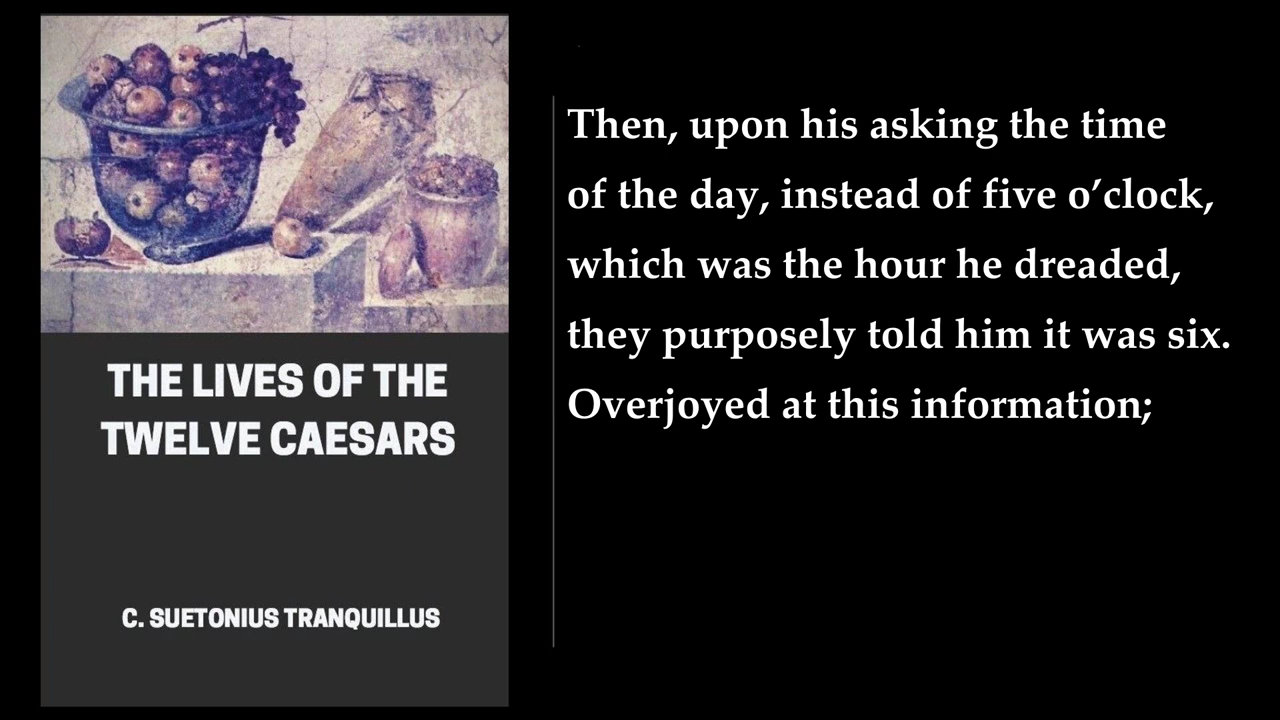 THE LIVES OF THE
TWELVE CAESARS
C. SUETONIUS TRANQUILLUS
Then, upon his asking the time
of the day, instead of five o’clock,
which was the hour he dreaded,
they purposely told him it was six.
Overjoyed at this information;